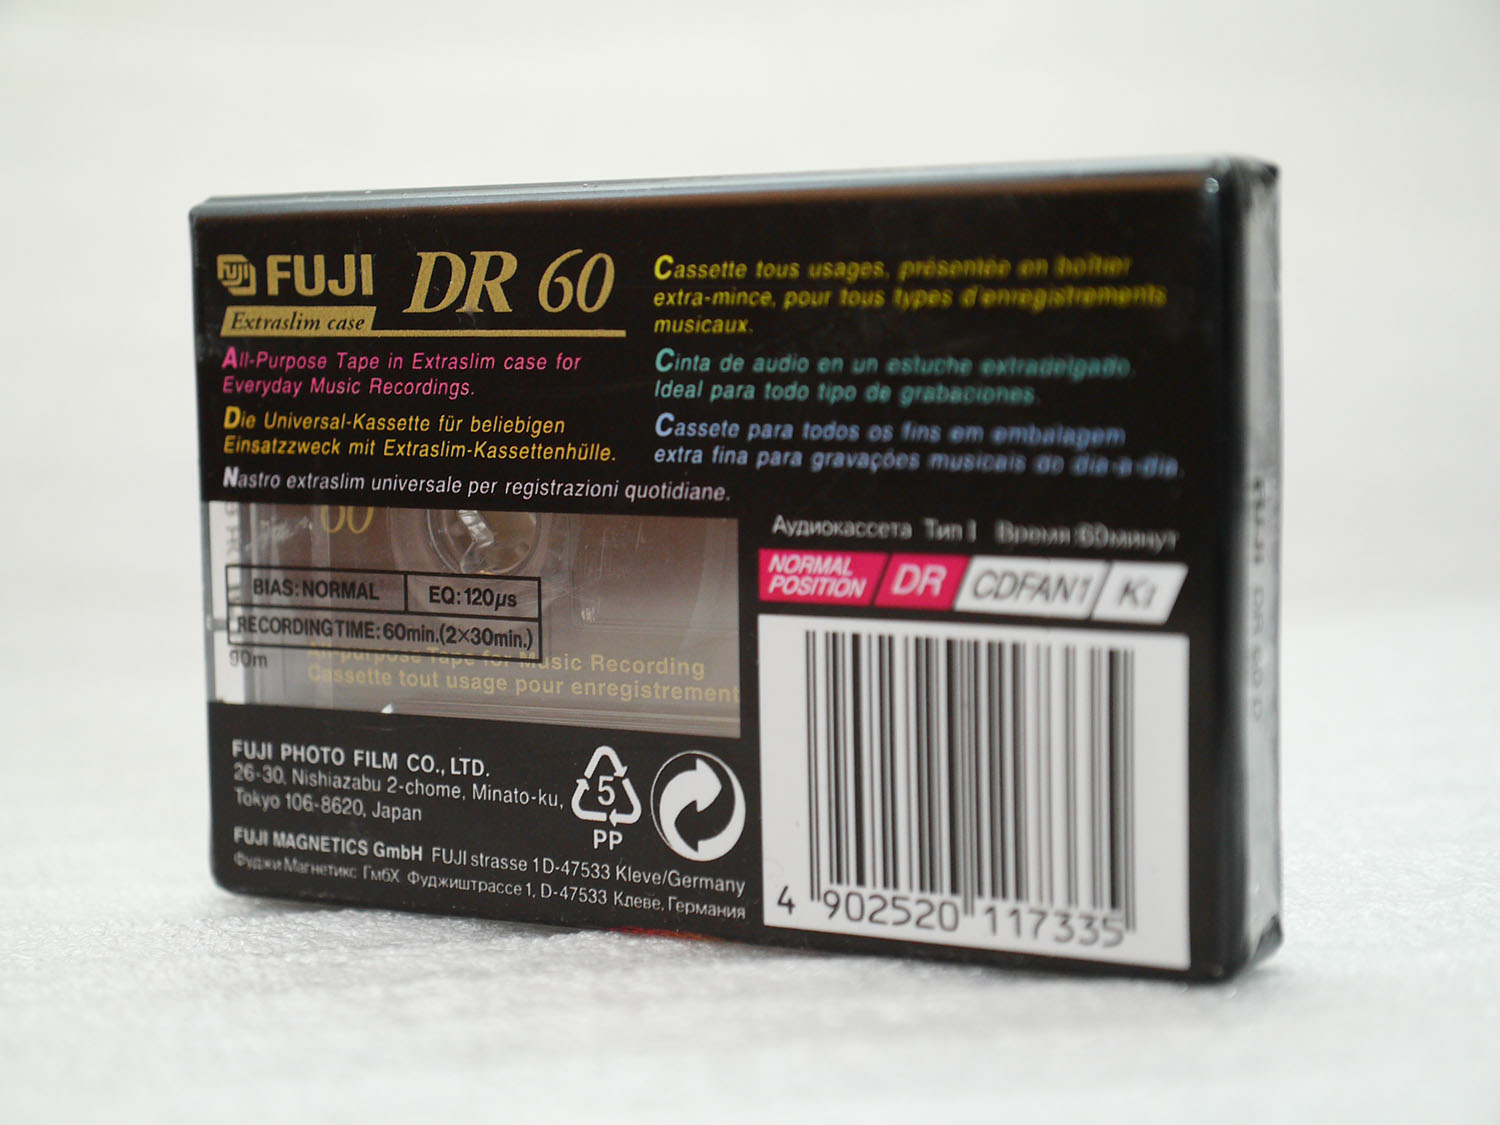 FUJI
FUJI DR 60
Extraslim case
All-Purpose Tape in Extraslim case for
Everyday Music Recordings.
Die Universal-Kassette für beliebigen
Einsatzzweck mit Extraslim-Kassettenhülle.
Nastro extraslim universale per registrazioni quotidiane.
Cassette tous usages, présentée en boîtier
extra-mince, pour tous types d'enregistrements
musicaux.
Cinta de audio en un estuche extradelgado.
Ideal para todo tipo de grabaciones.
Cassete para todos os fins em embalagem
extra fina para gravações musicais do dia-a-dia.
60
BIAS: NORMAL
EQ: 120µs
RECORDING TIME: 60min. (2×30min.)
90m
All-purpose Tape for Music Recording
Cassette tout usage pour enregistrement
Аудиокассета Тип I Время: 60минут
NORMAL
POSITION
DR
CDFAN1
FUJI PHOTO FILM CO., LTD.
26-30, Nishiazabu 2-chome, Minato-ku,
Tokyo 106-8620, Japan
5
PP
FUJI MAGNETICS GmbH FUJI strasse 1 D-47533 Kleve/Germany
Фуджи Магнетикс ГмбХ Фуджиштрассе 1, D-47533 Клеве, Германия
4 902520 117335
FUJI DR 60